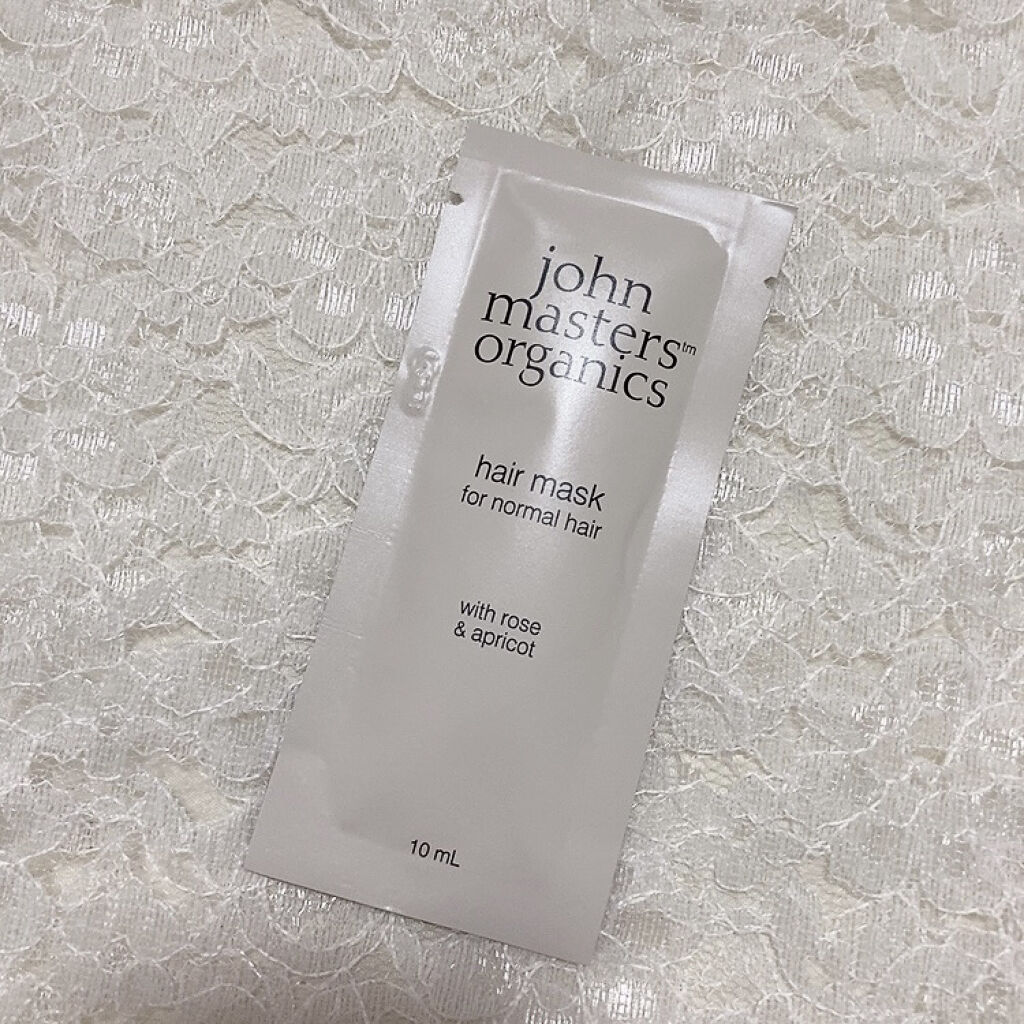 john
masters™
organics
hair mask
for normal hair
with rose
& apricot
10 mL